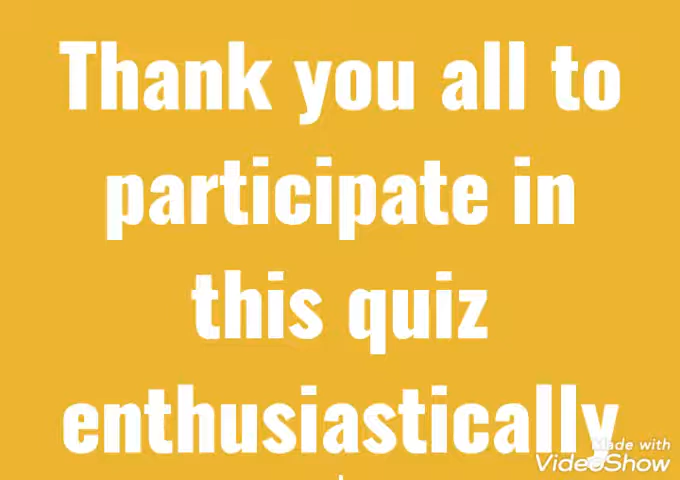 Thank you all to
participate in
this quiz
enthusiastically
Made with
VideoShow